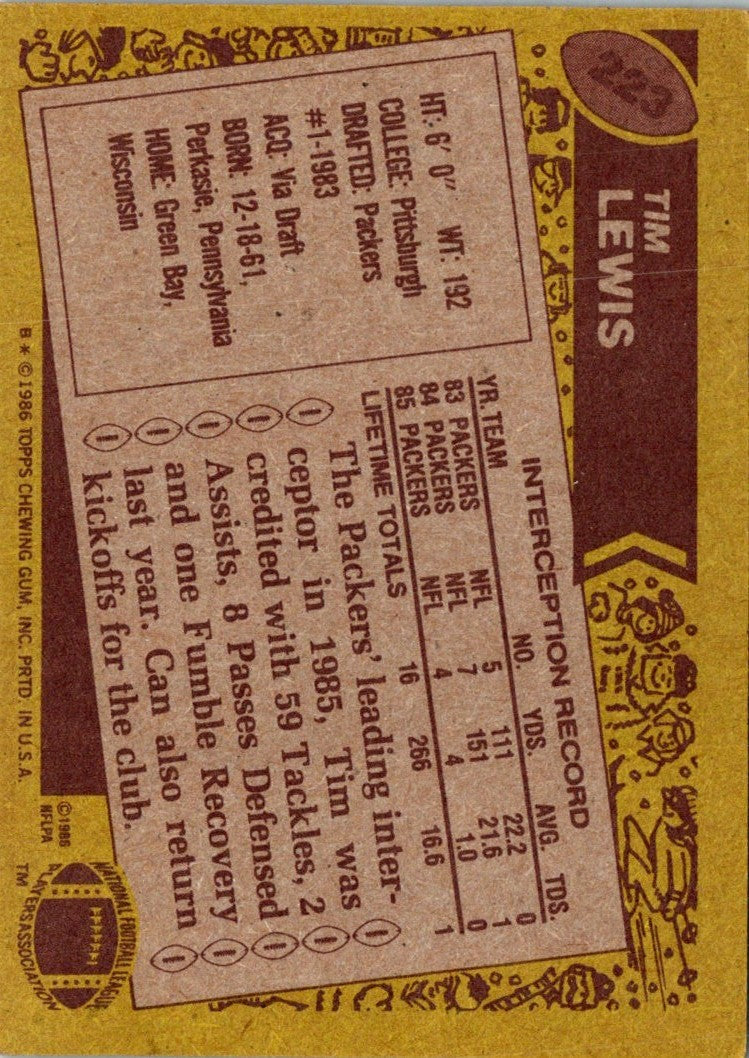 223
TIM
LEWIS
HT: 6' 0" WT: 192
COLLEGE: Pittsburgh
DRAFTED: Packers
#1-1983
ACQ: Via Draft
BORN: 12-18-61,
Perkasie, Pennsylvania
HOME: Green Bay,
Wisconsin
INTERCEPTION RECORD
YR. TEAM NO. YDS. AVG. TDS.
83 PACKERS NFL 5 111 22.2 0
84 PACKERS NFL 7 151 21.6 1
85 PACKERS NFL 4 4 1.0 0
LIFETIME TOTALS 16 266 16.6 1
The Packers' leading inter-
ceptor in 1985, Tim was
credited with 59 Tackles, 2
Assists, 8 Passes Defensed
and one Fumble Recovery
last year. Can also return
kickoffs for the club.
B * © 1986 TOPPS CHEWING GUM, INC. PRTD. IN U.S.A.
© 1986
NFLPA
NATIONAL FOOTBALL LEAGUE
PLAYERS ASSOCIATION
TM